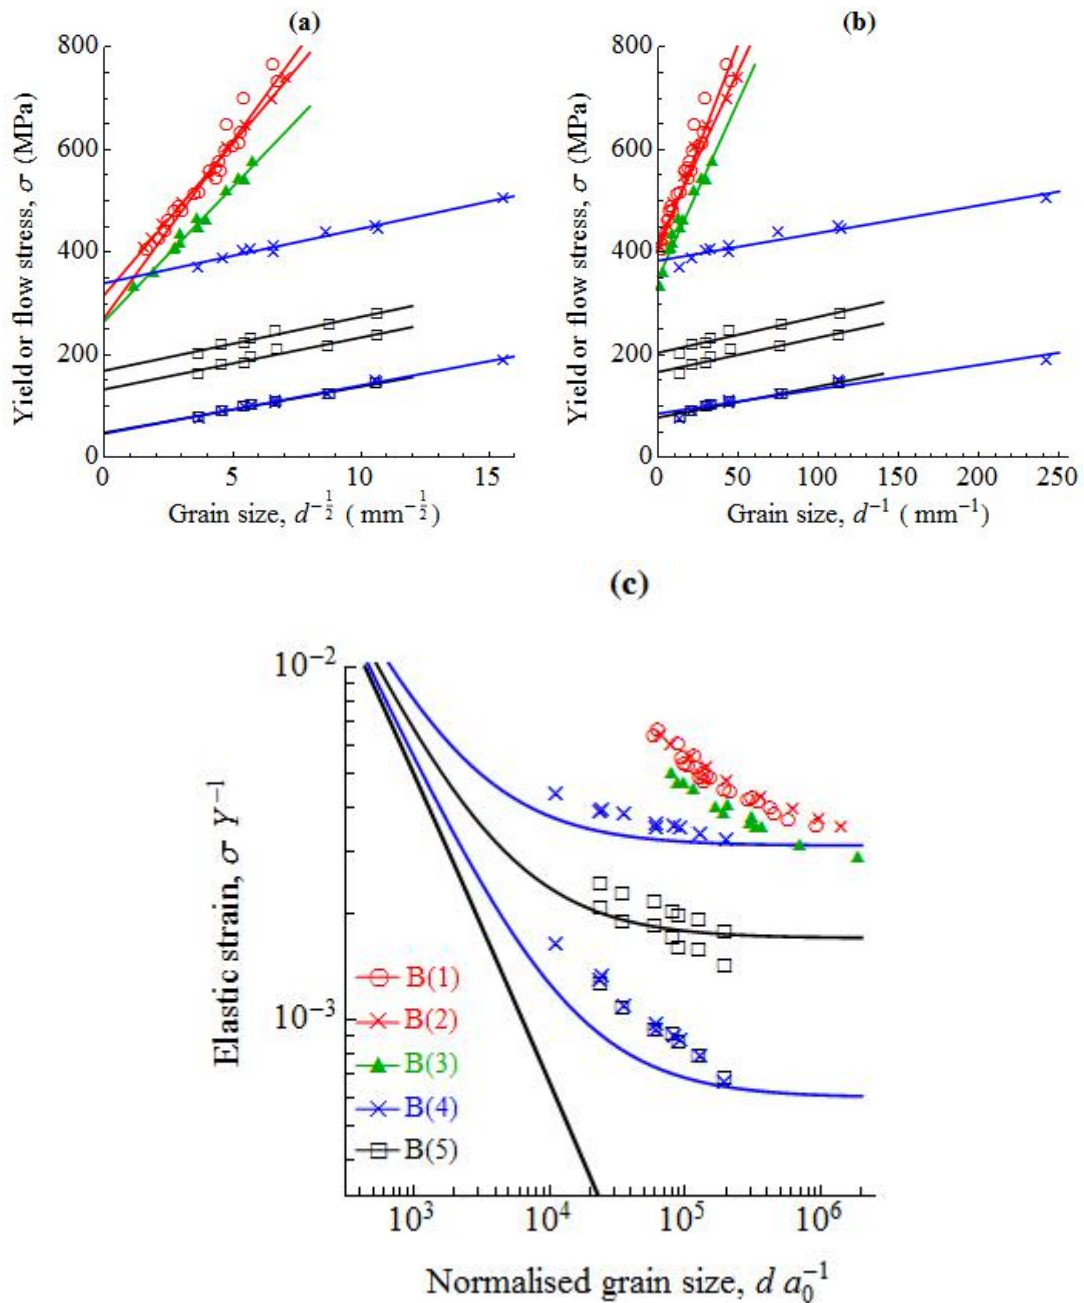 (a)
(b)
800
600
400
200
0
Yield or flow stress, σ (MPa)
0 5 10 15
Grain size, d^{-1/2} ( mm^{-1/2})
800
600
400
200
0
Yield or flow stress, σ (MPa)
0 50 100 150 200 250
Grain size, d^{-1} ( mm^{-1})
(c)
10^{-2}
10^{-3}
Elastic strain, σ Y^{-1}
B(1)
B(2)
B(3)
B(4)
B(5)
10^{3} 10^{4} 10^{5} 10^{6}
Normalised grain size, d a_0^{-1}